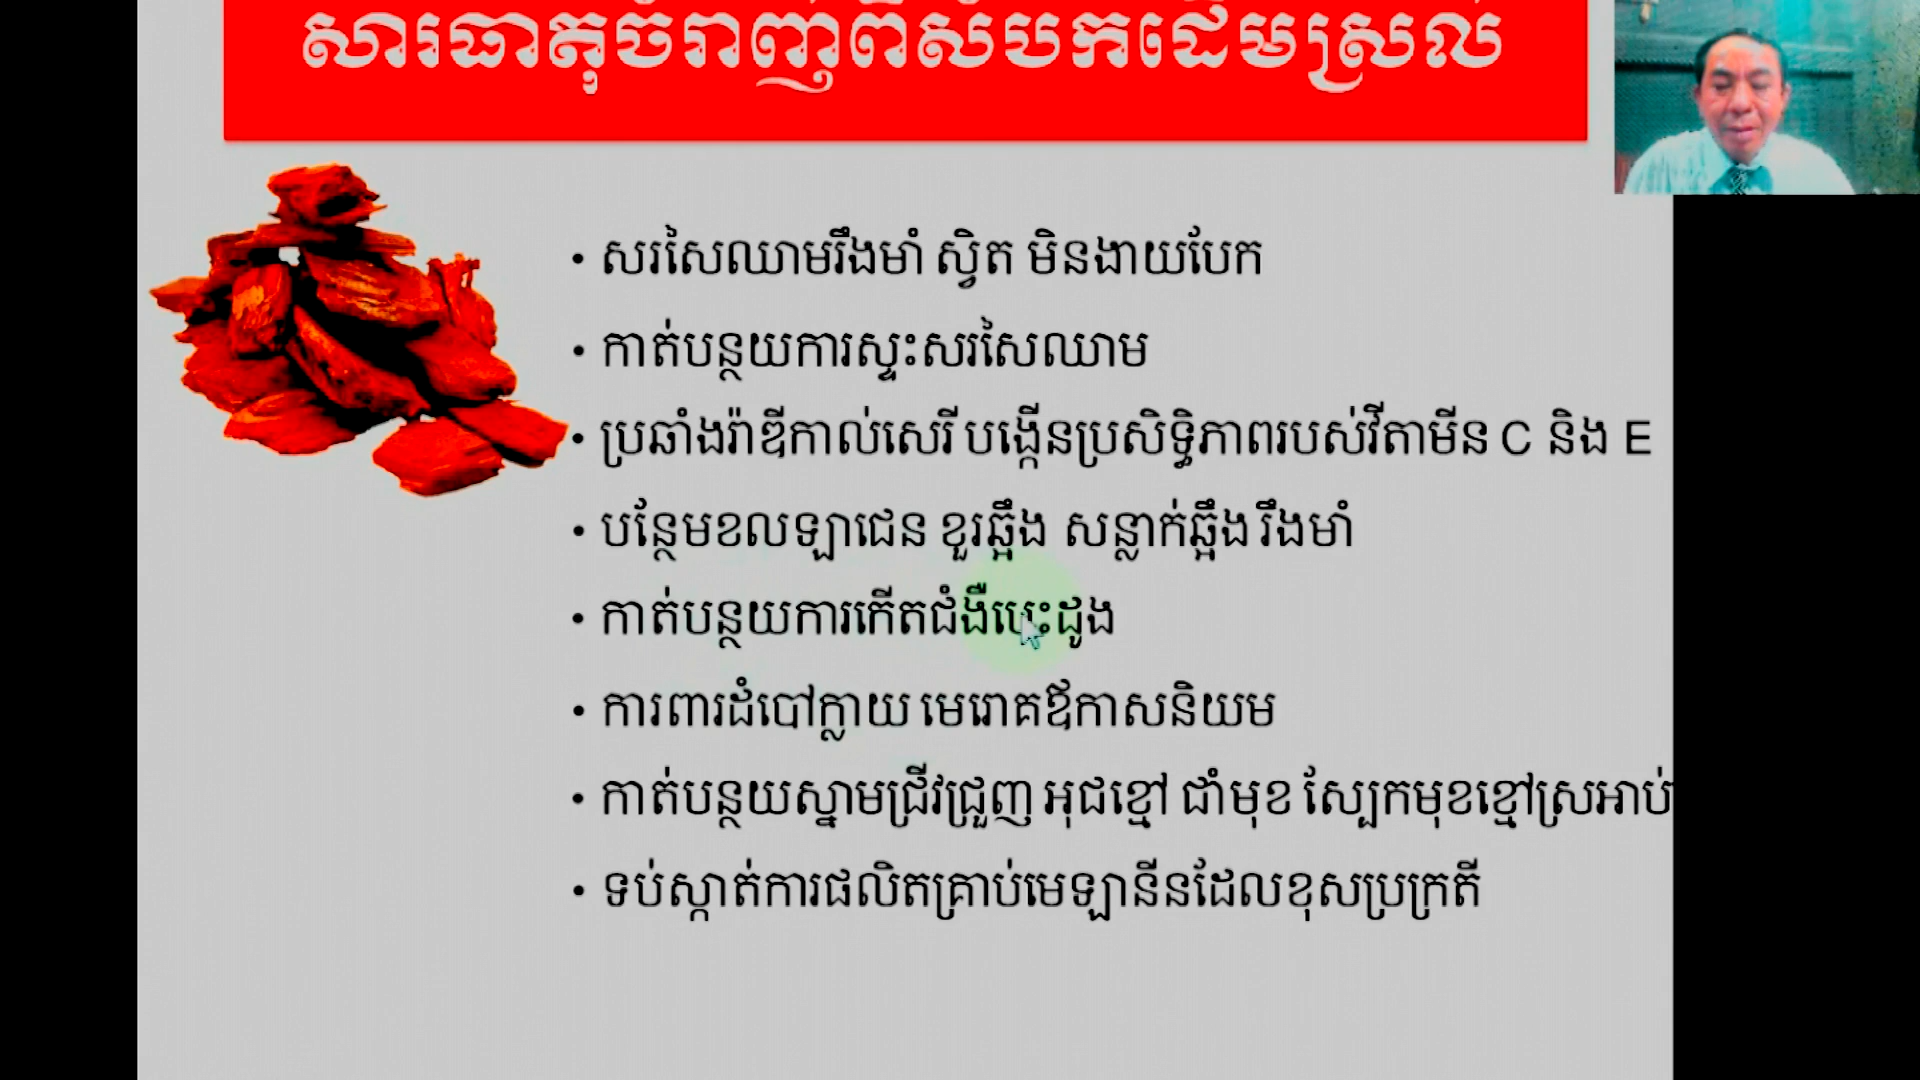 សារធាតុចំរាញ់ពីសំបកដើមស្រល់
• សរសៃឈាមរឹងមាំ ស្វិត មិនងាយបែក
• កាត់បន្ថយការស្ទះសរសៃឈាម
• ប្រឆាំងរ៉ាឌីកាល់សេរី បង្កើនប្រសិទ្ធិភាពរបស់វីតាមីន C និង E
• បន្ថែមខលឡាជេន ខួរឆ្អឹង សន្លាក់ឆ្អឹង រឹងមាំ
• កាត់បន្ថយការកើតជំងឺបេះដូង
• ការពារដំបៅក្លាយ មេរោគឪកាសនិយម
• កាត់បន្ថយស្នាមជ្រីវជ្រួញ អុជខ្មៅ ជាំមុខ ស្បែកមុខខ្មៅស្រអាប់
• ទប់ស្កាត់ការផលិតគ្រាប់មេឡានីនដែលខុសប្រក្រតី